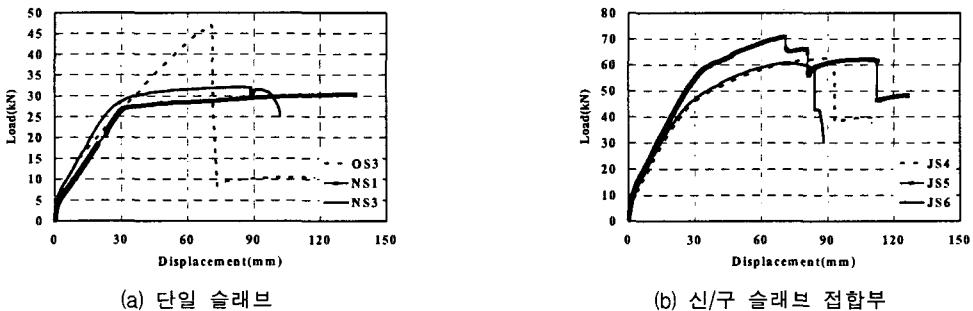 50
45
40
35
30
25
20
15
10
5
0
Load(kN)
0 30 60 90 120 150
Displacement(mm)
OS3
NS1
NS3
(a) 단일 슬래브
80
70
60
50
40
30
20
10
0
Load(kN)
0 30 60 90 120 150
Displacement(mm)
JS4
JS5
JS6
(b) 신/구 슬래브 접합부